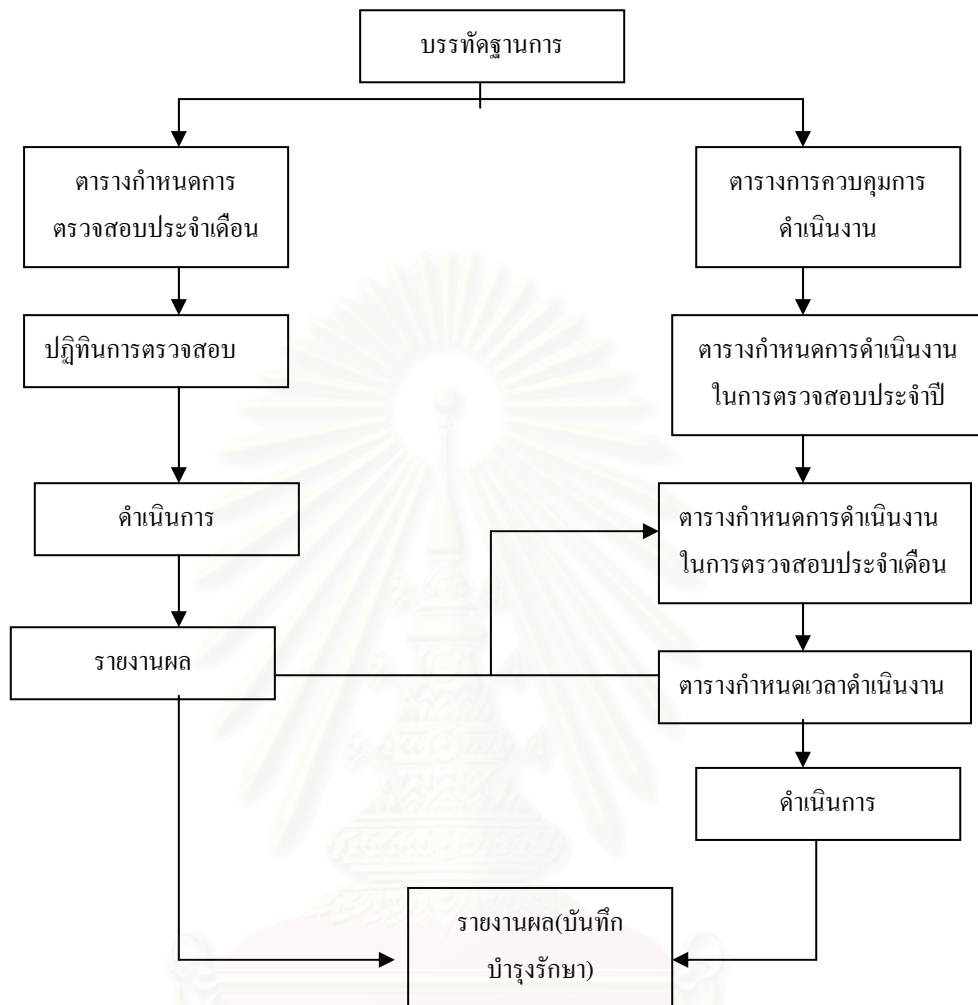 บรรทัดฐานการ
ตารางกำหนดการ
ตรวจสอบประจำเดือน
ปฏิทินการตรวจสอบ
ดำเนินการ
รายงานผล
ตารางการควบคุมการ
ดำเนินงาน
ตารางกำหนดการดำเนินงาน
ในการตรวจสอบประจำปี
ตารางกำหนดการดำเนินงาน
ในการตรวจสอบประจำเดือน
ตารางกำหนดเวลาดำเนินงาน
ดำเนินการ
รายงานผล(บันทึก
บำรุงรักษา)